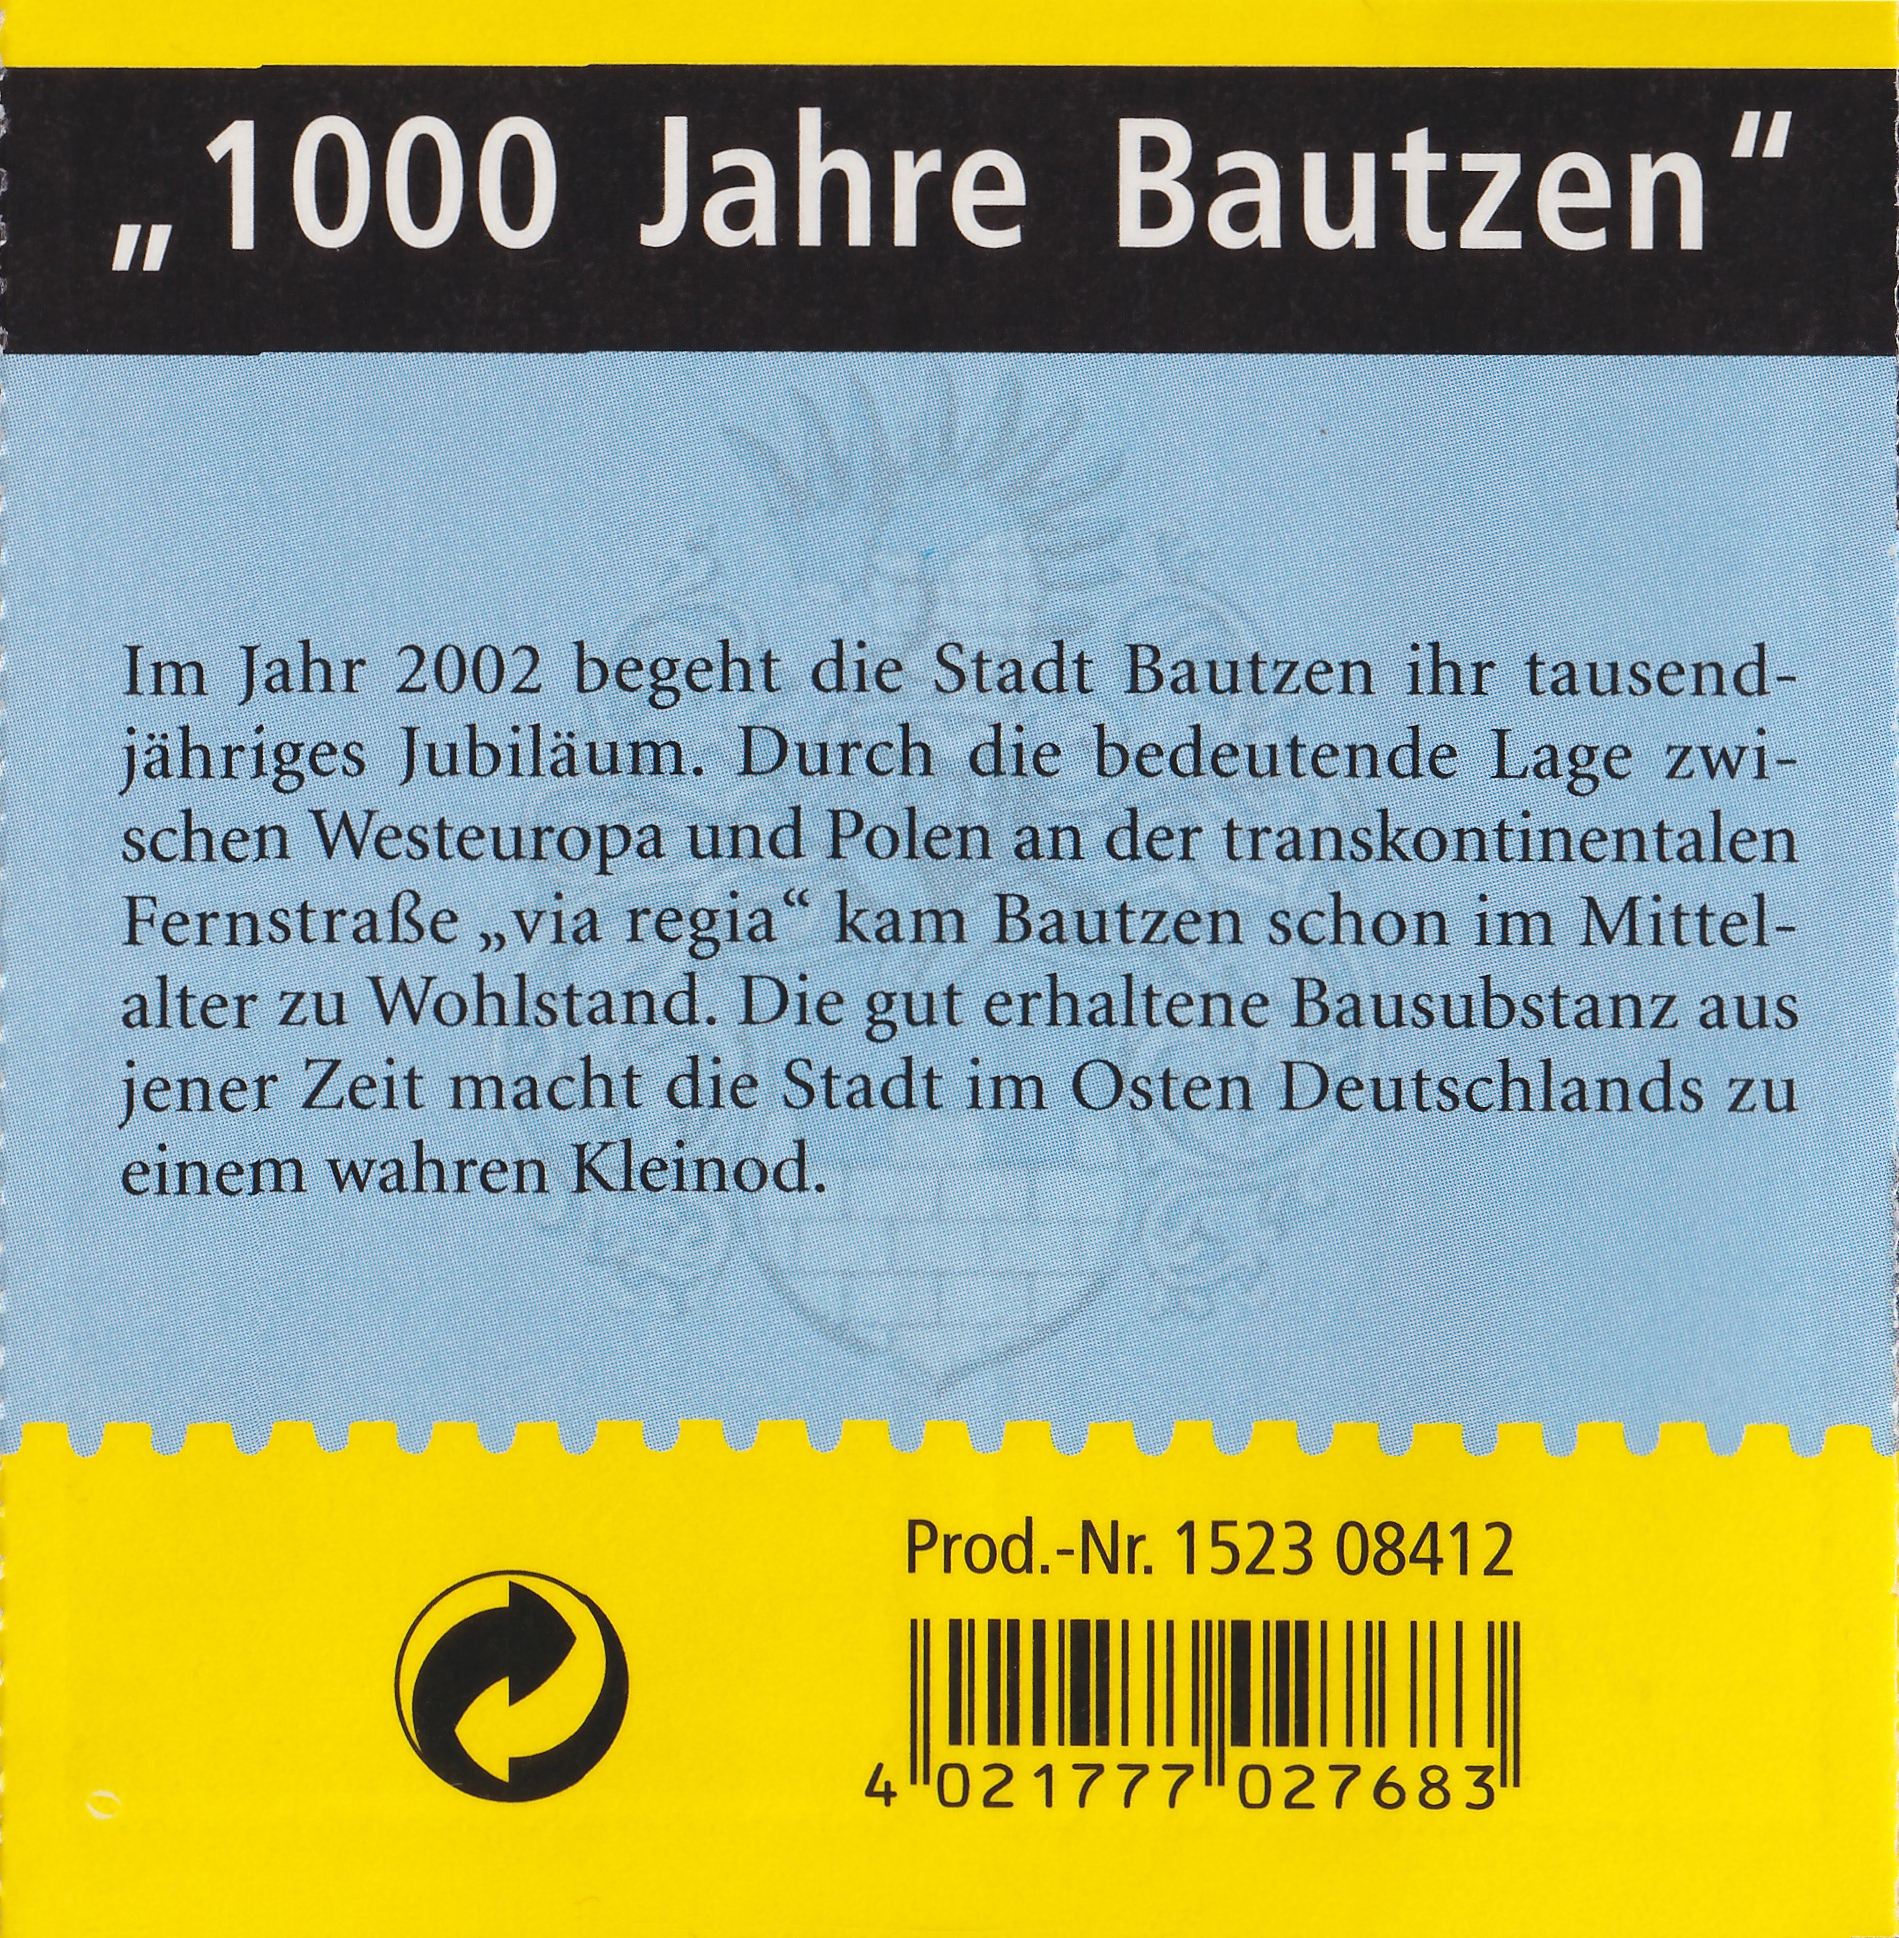 „1000 Jahre Bautzen“
Im Jahr 2002 begeht die Stadt Bautzen ihr tausend-
jähriges Jubiläum. Durch die bedeutende Lage zwi-
schen Westeuropa und Polen an der transkontinentalen
Fernstraße „via regia“ kam Bautzen schon im Mittel-
alter zu Wohlstand. Die gut erhaltene Bausubstanz aus
jener Zeit macht die Stadt im Osten Deutschlands zu
einem wahren Kleinod.
Prod.-Nr. 1523 08412
4 021777 027683